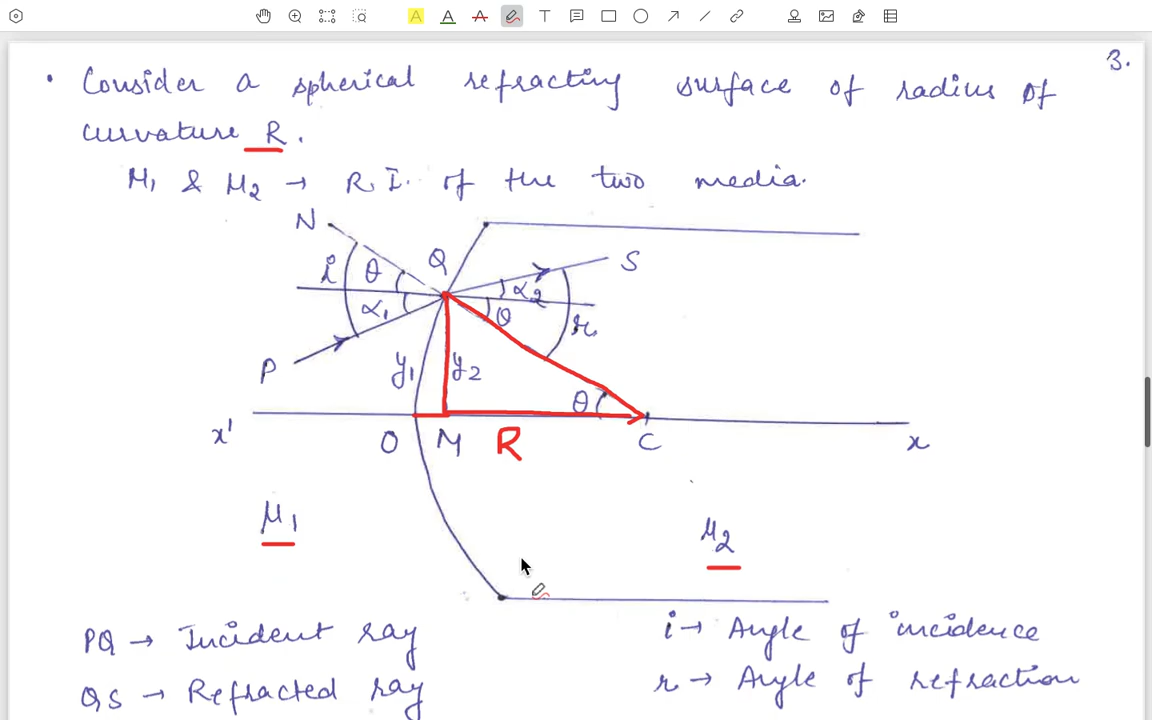 3.
• Consider a spherical refracting surface of radius of
curvature R.
μ1 & μ2 → R.I. of the two media.
N
Q
S
i
θ
α1
α2
θ
r
P
y1
y2
θ
x'
O
M
R
C
x
μ1
μ2
PQ → Incident ray
i → Angle of incidence
QS → Refracted ray
r → Angle of refraction